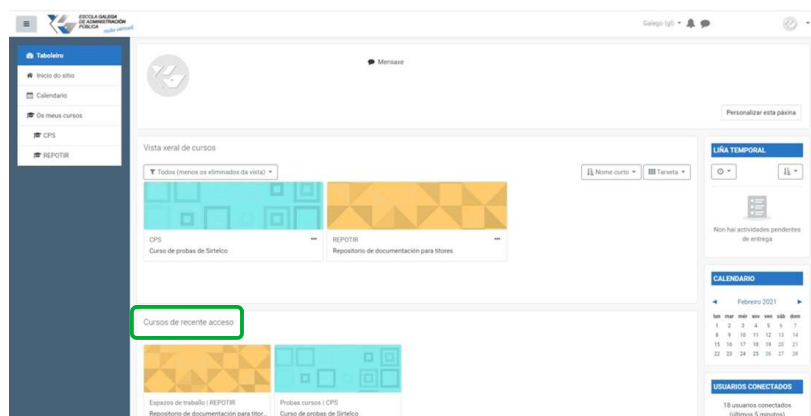 ESCOLA GALEGA
DE ADMINISTRACIÓN
PÚBLICA aula virtual
Galego (gl)
Taboleiro
Inicio do sitio
Calendario
Os meus cursos
CPS
REPOTIR
Mensaxe
Personalizar esta páxina
Vista xeral de cursos
Todos (menos os eliminados da vista)
Nome curto
Tarxeta
CPS
Curso de probas de Sirtelco
REPOTIR
Repositorio de documentación para titores
Cursos de recente acceso
Espazos de traballo | REPOTIR
Repositorio de documentación para titor...
Probas cursos | CPS
Curso de probas de Sirtelco
LIÑA TEMPORAL
Non hai actividades pendentes
de entrega
CALENDARIO
Febreiro 2021
lun mar mér xov ven sáb dom
1 2 3 4 5 6 7
8 9 10 11 12 13 14
15 16 17 18 19 20 21
22 23 24 25 26 27 28
USUARIOS CONECTADOS
18 usuarios conectados
(últimos 5 minutos)